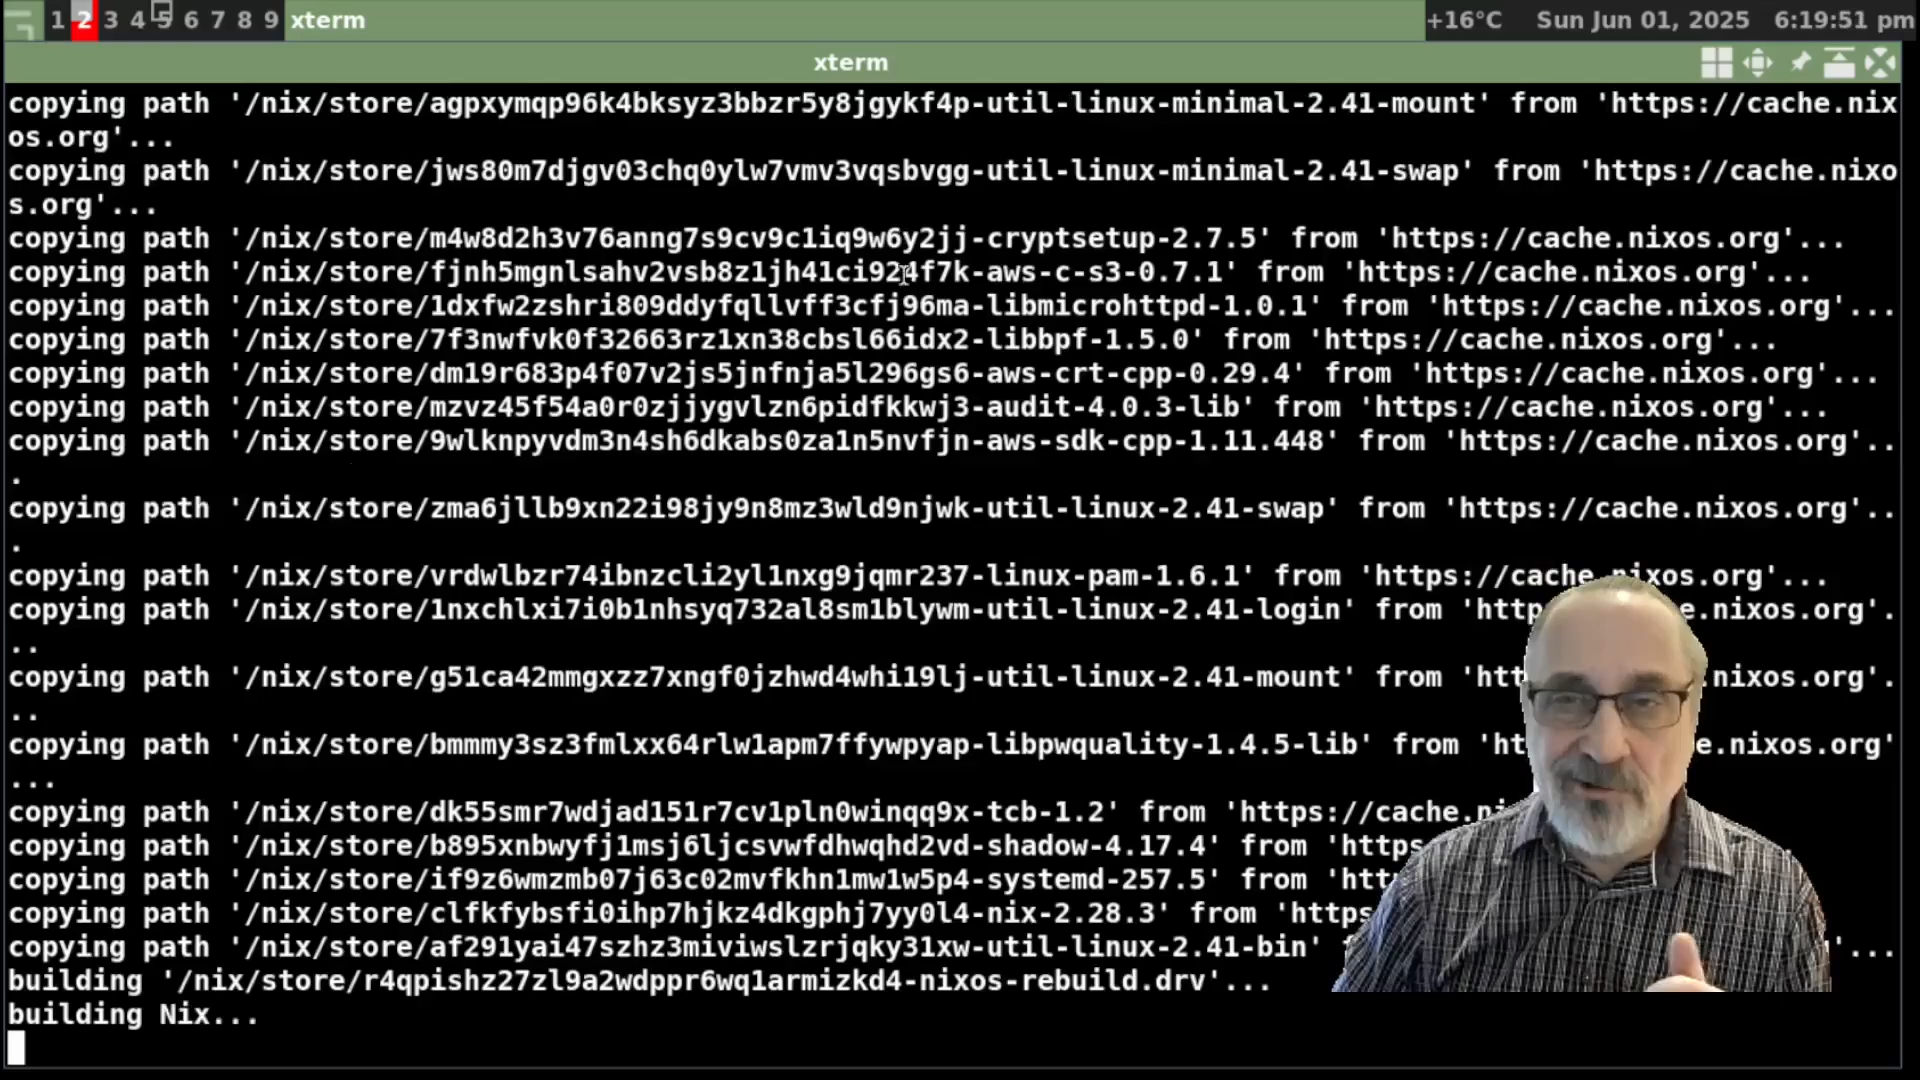 1 2 3 4 5 6 7 8 9 xterm +16°C Sun Jun 01, 2025 6:19:51 pm
xterm
copying path '/nix/store/agpxymqp96k4bksyz3bbzr5y8jgykf4p-util-linux-minimal-2.41-mount' from 'https://cache.nix
os.org'...
copying path '/nix/store/jws80m7djgv03chq0ylw7vmv3vqsbvgg-util-linux-minimal-2.41-swap' from 'https://cache.nixo
s.org'...
copying path '/nix/store/m4w8d2h3v76anng7s9cv9c1iq9w6y2jj-cryptsetup-2.7.5' from 'https://cache.nixos.org'...
copying path '/nix/store/fjnh5mgnlsahv2vsb8z1jh41ci924f7k-aws-c-s3-0.7.1' from 'https://cache.nixos.org'...
copying path '/nix/store/1dxfw2zshri809ddyfqllvff3cfj96ma-libmicrohttpd-1.0.1' from 'https://cache.nixos.org'...
copying path '/nix/store/7f3nwfvk0f32663rz1xn38cbsl66idx2-libbpf-1.5.0' from 'https://cache.nixos.org'...
copying path '/nix/store/dm19r683p4f07v2js5jnfnja5l296gs6-aws-crt-cpp-0.29.4' from 'https://cache.nixos.org'...
copying path '/nix/store/mzvz45f54a0r0zjjygvlzn6pidfkkwj3-audit-4.0.3-lib' from 'https://cache.nixos.org'...
copying path '/nix/store/9wlknpyvdm3n4sh6dkabs0za1n5nvfjn-aws-sdk-cpp-1.11.448' from 'https://cache.nixos.org'..
.
copying path '/nix/store/zma6jllb9xn22i98jy9n8mz3wld9njwk-util-linux-2.41-swap' from 'https://cache.nixos.org'..
.
copying path '/nix/store/vrdwlbzr74ibnzcli2yl1nxg9jqmr237-linux-pam-1.6.1' from 'https://cache.nixos.org'...
copying path '/nix/store/1nxchlxi7i0b1nhsyq732al8sm1blywm-util-linux-2.41-login' from 'http e.nixos.org'.
..
copying path '/nix/store/g51ca42mmgxzz7xngf0jzhwd4whi19lj-util-linux-2.41-mount' from 'htt .nixos.org'.
..
copying path '/nix/store/bmmmy3sz3fmlxx64rlw1apm7ffywpyap-libpwquality-1.4.5-lib' from 'ht e.nixos.org'
...
copying path '/nix/store/dk55smr7wdjad151r7cv1pln0winqq9x-tcb-1.2' from 'https://cache.ni
copying path '/nix/store/b895xnbwyfj1msj6ljcsvwfdhwqhd2vd-shadow-4.17.4' from 'https
copying path '/nix/store/if9z6wmzmb07j63c02mvfkhn1mw1w5p4-systemd-257.5' from 'htt
copying path '/nix/store/clfkfybsfi0ihp7hjkz4dkgphj7yy0l4-nix-2.28.3' from 'https
copying path '/nix/store/af291yai47szhz3miviwslzrjqky31xw-util-linux-2.41-bin' '...
building '/nix/store/r4qpishz27zl9a2wdppr6wq1armizkd4-nixos-rebuild.drv'...
building Nix...